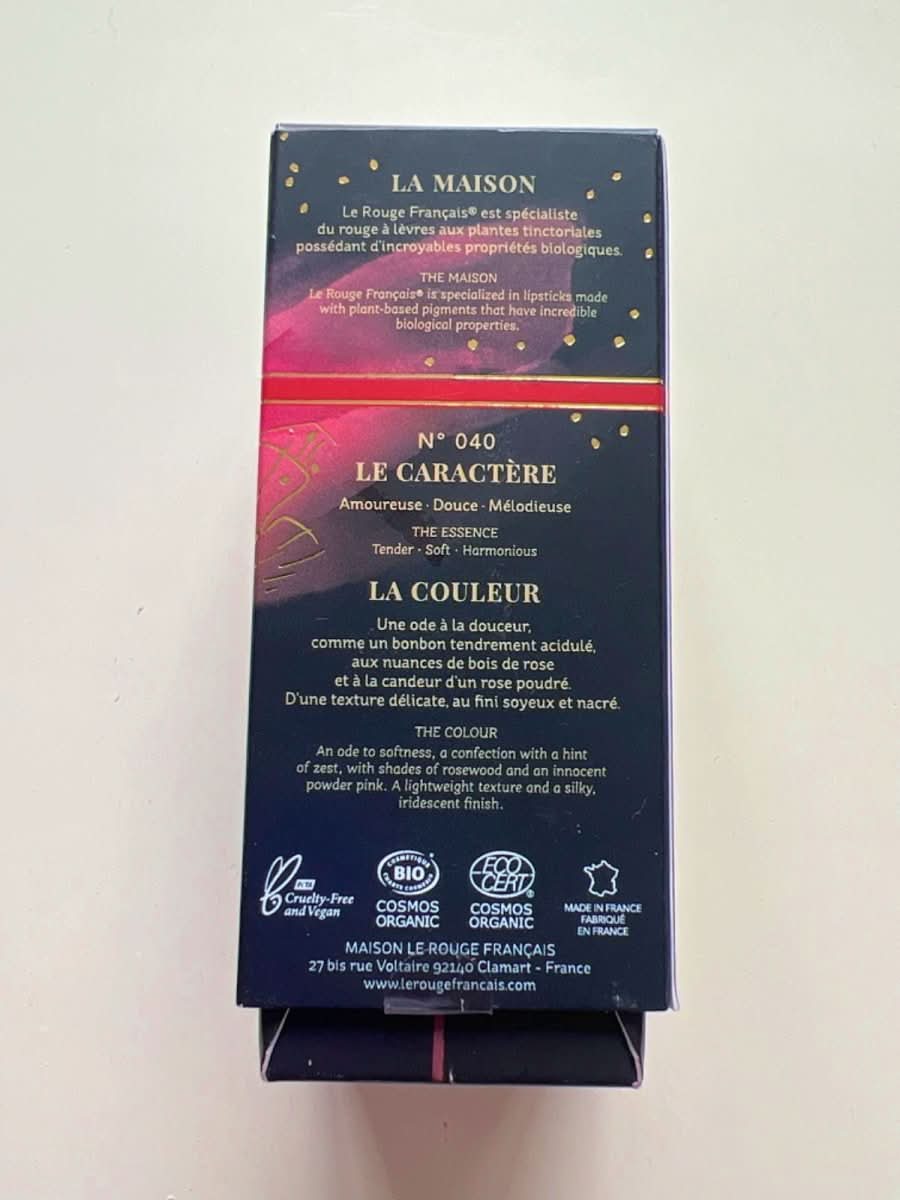 LA MAISON
Le Rouge Français® est spécialiste
du rouge à lèvres aux plantes tinctoriales
possédant d'incroyables propriétés biologiques.
THE MAISON
Le Rouge Français® is specialized in lipsticks made
with plant-based pigments that have incredible
biological properties.
N° 040
LE CARACTÈRE
Amoureuse · Douce · Mélodieuse
THE ESSENCE
Tender · Soft · Harmonious
LA COULEUR
Une ode à la douceur,
comme un bonbon tendrement acidulé,
aux nuances de bois de rose
et à la candeur d'un rose poudré.
D'une texture délicate, au fini soyeux et nacré.
THE COLOUR
An ode to softness, a confection with a hint
of zest, with shades of rosewood and an innocent
powder pink. A lightweight texture and a silky,
iridescent finish.
PETA
Cruelty-Free
and Vegan
COSMETIQUE
BIO
CHARTE COSMEBIO
COSMOS
ORGANIC
ECO
CERT®
COSMOS
ORGANIC
MADE IN FRANCE
FABRIQUÉ
EN FRANCE
MAISON LE ROUGE FRANÇAIS
27 bis rue Voltaire 92140 Clamart - France
www.lerougefrancais.com